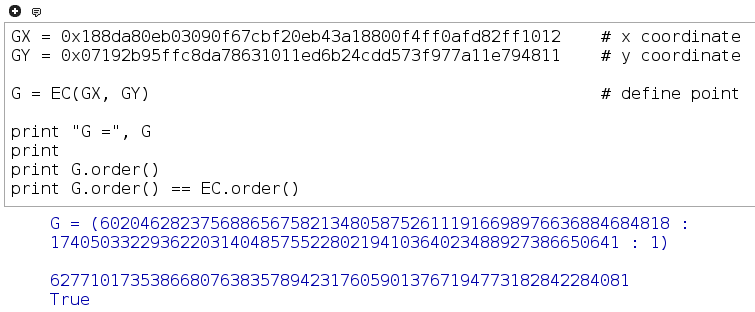 GX = 0x188da80eb03090f67cbf20eb43a18800f4ff0afd82ff1012    # x coordinate
GY = 0x07192b95ffc8da78631011ed6b24cdd573f977a11e794811    # y coordinate
G = EC(GX, GY)                                             # define point
print "G =", G
print
print G.order()
print G.order() == EC.order()
G = (602046282375688656758213480587526111916698976636884684818 :
174050332293622031404857552280219410364023488927386650641 : 1)
6277101735386680763835789423176059013767194773182842284081
True